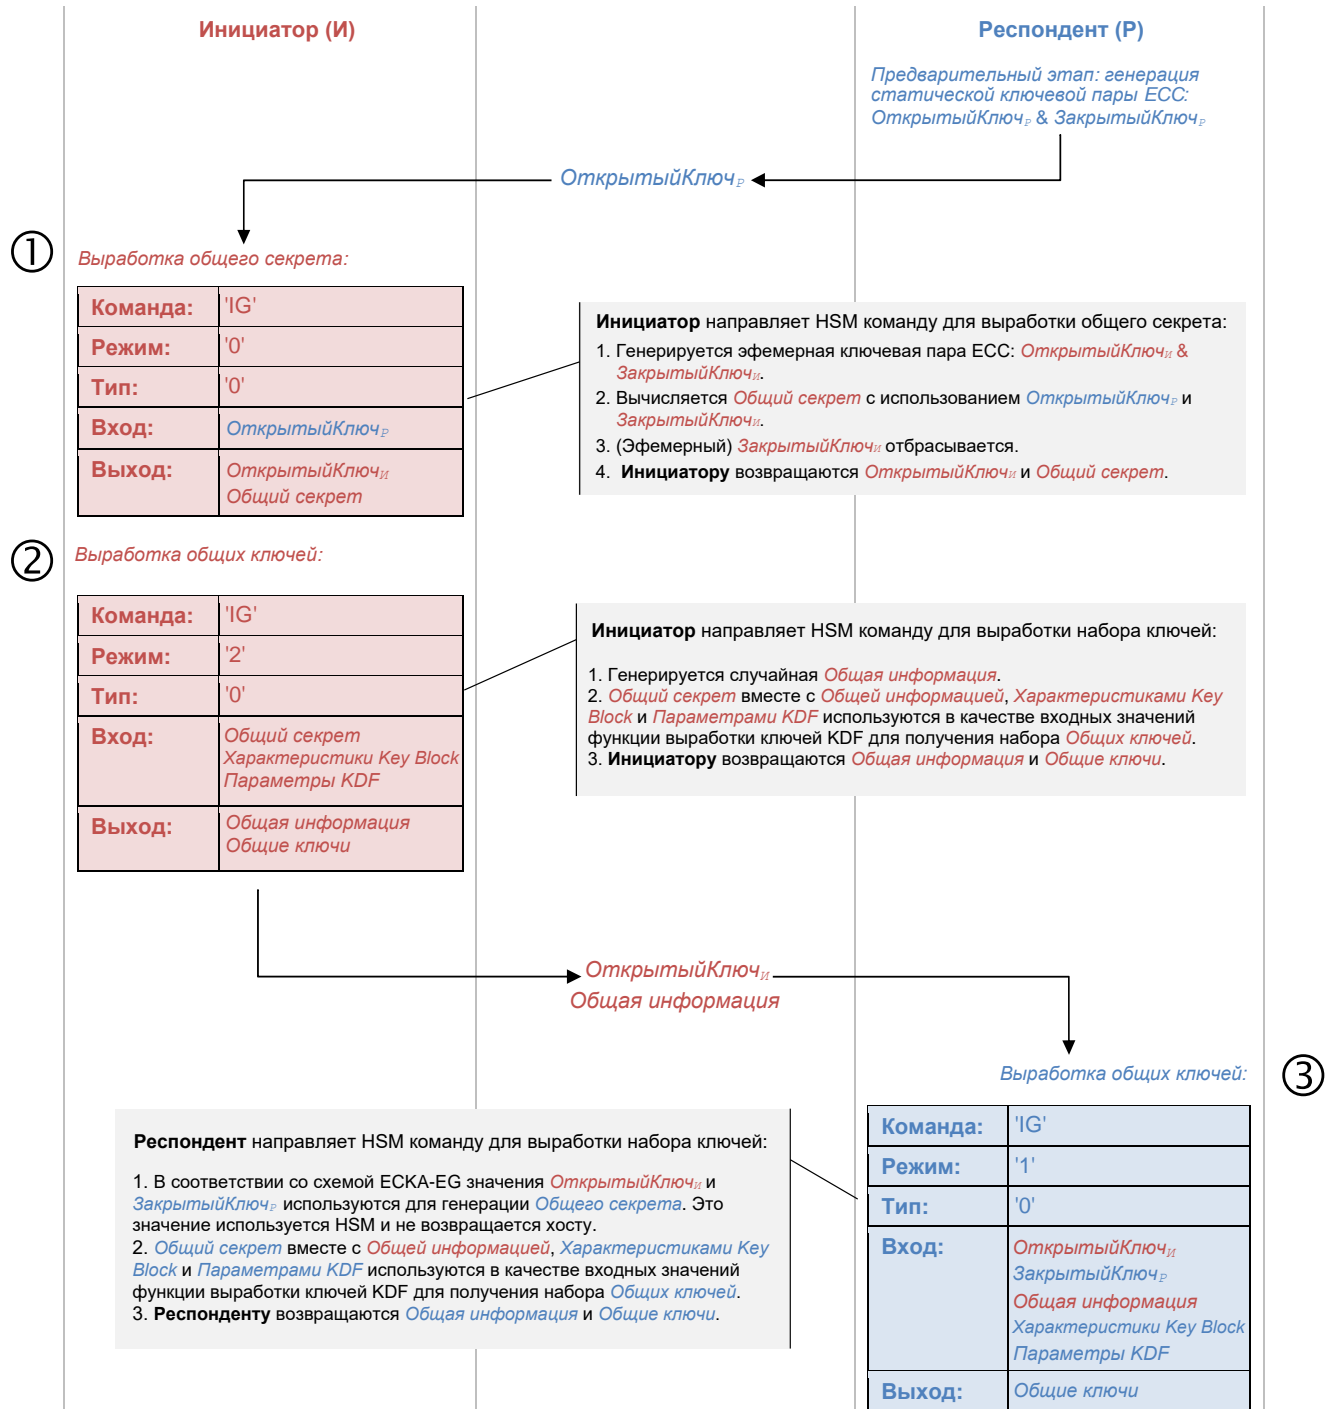 Инициатор (И)
Респондент (Р)
Предварительный этап: генерация
статической ключевой пары ECC:
ОткрытыйКлючР & ЗакрытыйКлючР
ОткрытыйКлючР
①
Выработка общего секрета:
Команда: 'IG'
Режим: '0'
Тип: '0'
Вход: ОткрытыйКлючР
Выход: ОткрытыйКлючИ
Общий секрет
Инициатор направляет HSM команду для выработки общего секрета:
1. Генерируется эфемерная ключевая пара ECC: ОткрытыйКлючИ &
ЗакрытыйКлючИ.
2. Вычисляется Общий секрет с использованием ОткрытыйКлючР и
ЗакрытыйКлючИ.
3. (Эфемерный) ЗакрытыйКлючИ отбрасывается.
4. Инициатору возвращаются ОткрытыйКлючИ и Общий секрет.
②
Выработка общих ключей:
Команда: 'IG'
Режим: '2'
Тип: '0'
Вход: Общий секрет
Характеристики Key Block
Параметры KDF
Выход: Общая информация
Общие ключи
Инициатор направляет HSM команду для выработки набора ключей:
1. Генерируется случайная Общая информация.
2. Общий секрет вместе с Общей информацией, Характеристиками Key
Block и Параметрами KDF используются в качестве входных значений
функции выработки ключей KDF для получения набора Общих ключей.
3. Инициатору возвращаются Общая информация и Общие ключи.
ОткрытыйКлючИ
Общая информация
③
Выработка общих ключей:
Респондент направляет HSM команду для выработки набора ключей:
1. В соответствии со схемой ECKA-EG значения ОткрытыйКлючИ и
ЗакрытыйКлючР используются для генерации Общего секрета. Это
значение используется HSM и не возвращается хосту.
2. Общий секрет вместе с Общей информацией, Характеристиками Key
Block и Параметрами KDF используются в качестве входных значений
функции выработки ключей KDF для получения набора Общих ключей.
3. Респонденту возвращаются Общая информация и Общие ключи.
Команда: 'IG'
Режим: '1'
Тип: '0'
Вход: ОткрытыйКлючИ
ЗакрытыйКлючР
Общая информация
Характеристики Key Block
Параметры KDF
Выход: Общие ключи